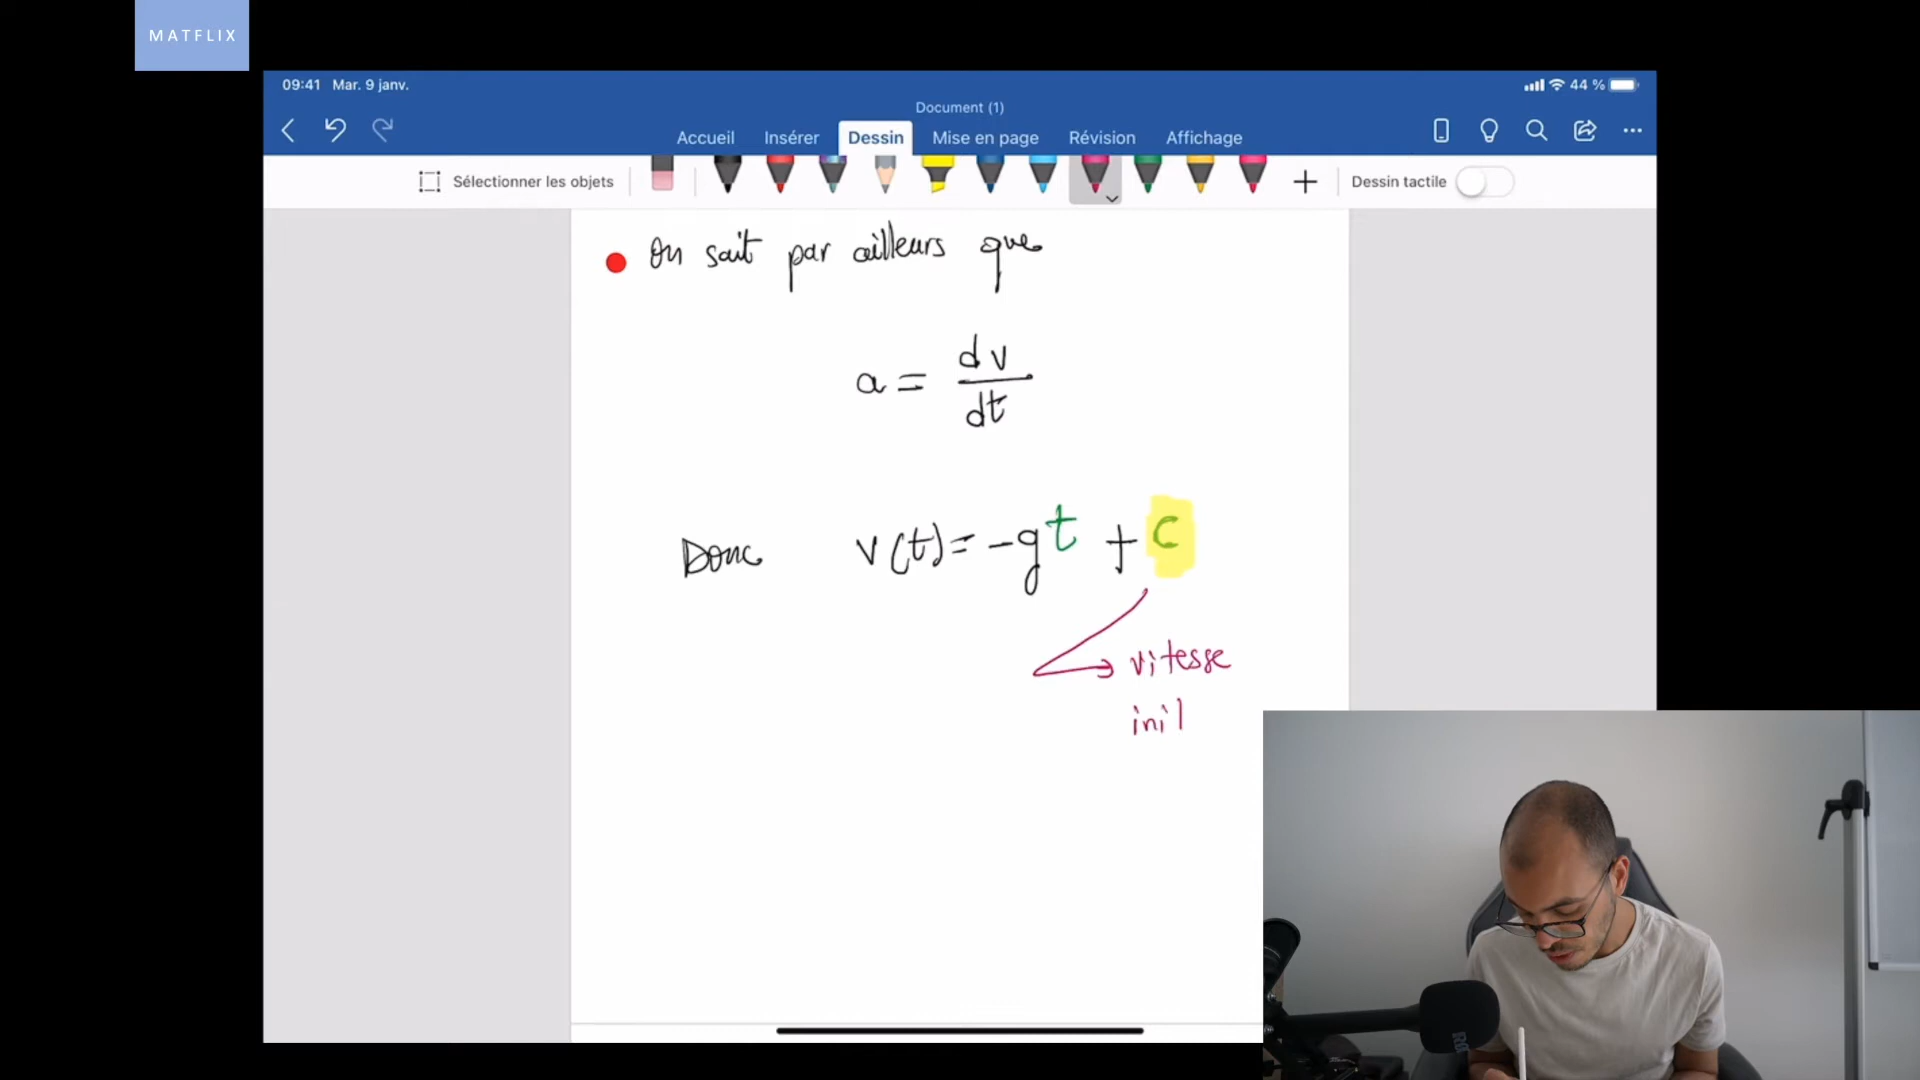 MATFLIX
09:41 Mar. 9 janv. 44 %
Document (1)
Accueil Insérer Dessin Mise en page Révision Affichage
Sélectionner les objets Dessin tactile
On sait par ailleurs que
a = dv/dt
Donc v(t) = -gt + c
vitesse
inil